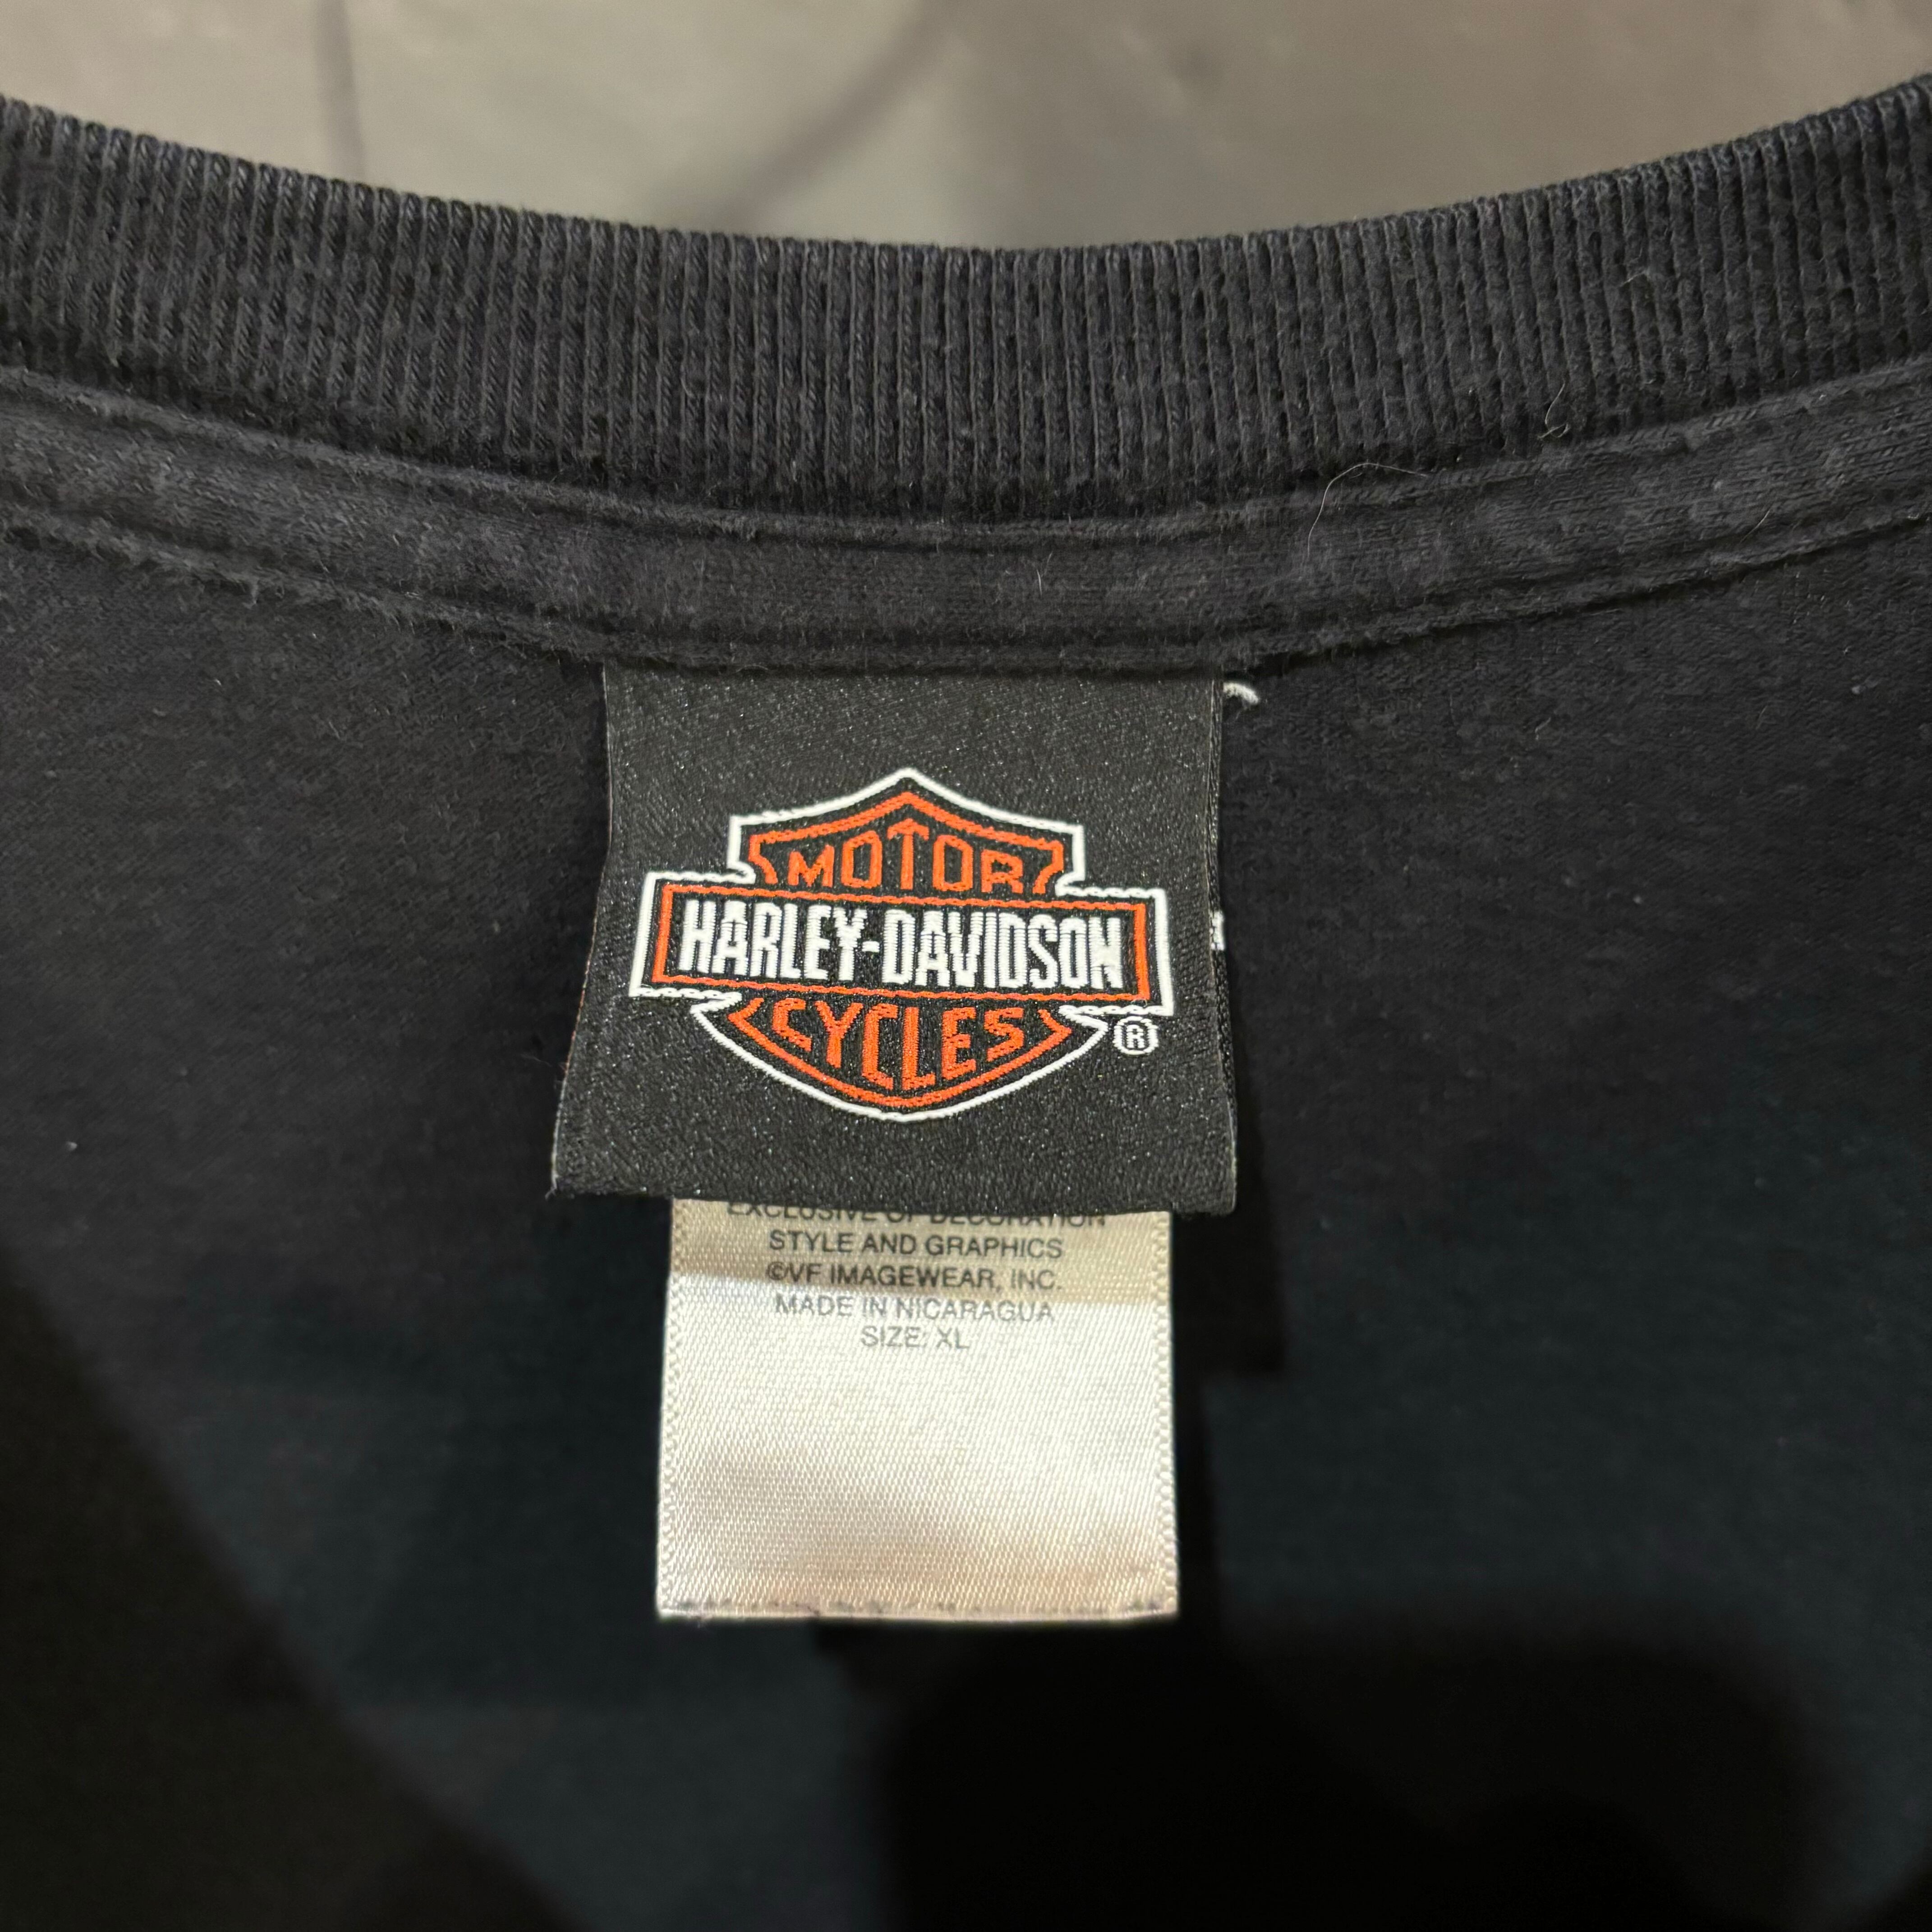 MOTOR
HARLEY-DAVIDSON
CYCLES
®
EXCLUSIVE OF DECORATION
STYLE AND GRAPHICS
©VF IMAGEWEAR, INC.
MADE IN NICARAGUA
SIZE: XL